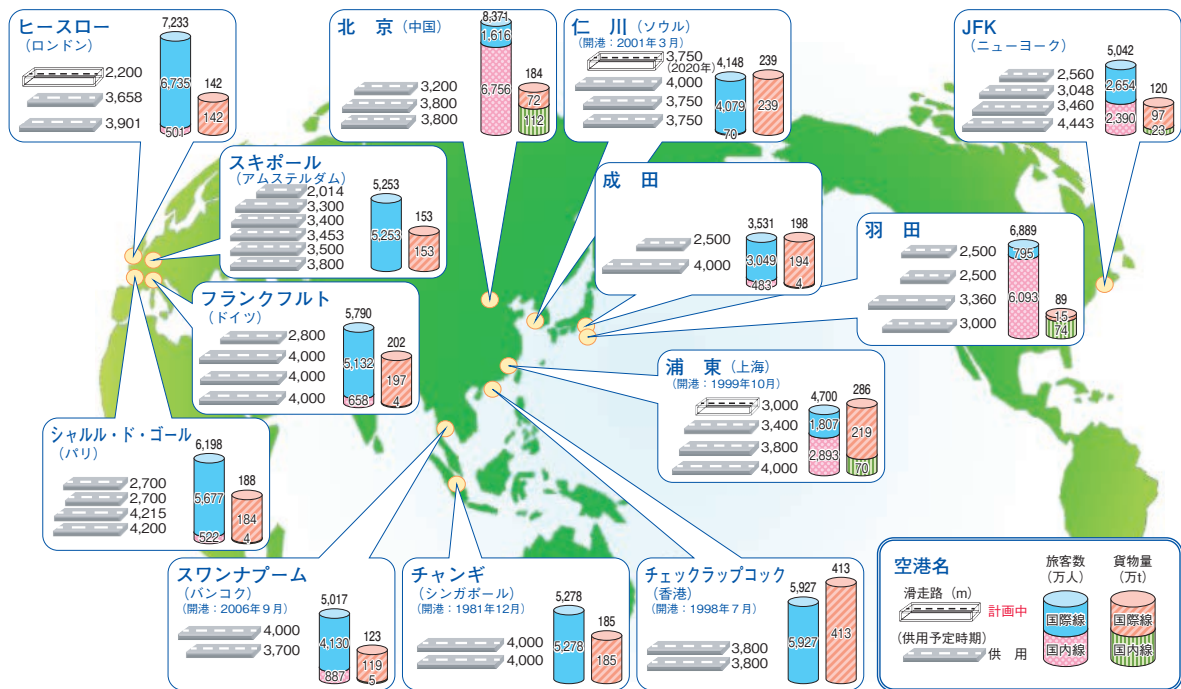 ヒースロー
(ロンドン)
2,200
3,658
3,901
7,233
6,735
501
142
142
北 京 (中国)
3,200
3,800
3,800
8,371
1,616
6,756
184
72
112
仁 川 (ソウル)
(開港：2001年3月)
3,750
(2020年)
4,000
3,750
3,750
4,148
4,079
70
239
239
JFK
(ニューヨーク)
2,560
3,048
3,460
4,443
5,042
2,654
2,390
120
97
23
スキポール
(アムステルダム)
2,014
3,300
3,400
3,453
3,500
3,800
5,253
5,253
153
153
成 田
2,500
4,000
3,531
3,049
483
198
194
4
羽 田
2,500
2,500
3,360
3,000
6,889
795
6,093
89
15
74
フランクフルト
(ドイツ)
2,800
4,000
4,000
4,000
5,790
5,132
658
202
197
4
浦 東 (上海)
(開港：1999年10月)
3,000
3,400
3,800
4,000
4,700
1,807
2,893
286
219
70
シャルル・ド・ゴール
(パリ)
2,700
2,700
4,215
4,200
6,198
5,677
522
188
184
4
スワンナプーム
(バンコク)
(開港：2006年9月)
4,000
3,700
5,017
4,130
887
123
119
5
チャンギ
(シンガポール)
(開港：1981年12月)
4,000
4,000
5,278
5,278
185
185
チェックラップコック
(香港)
(開港：1998年7月)
3,800
3,800
5,927
5,927
413
413
空港名
滑走路 (m)
計画中
(供用予定時期)
供 用
旅客数
(万人)
国際線
国内線
貨物量
(万t)
国際線
国内線